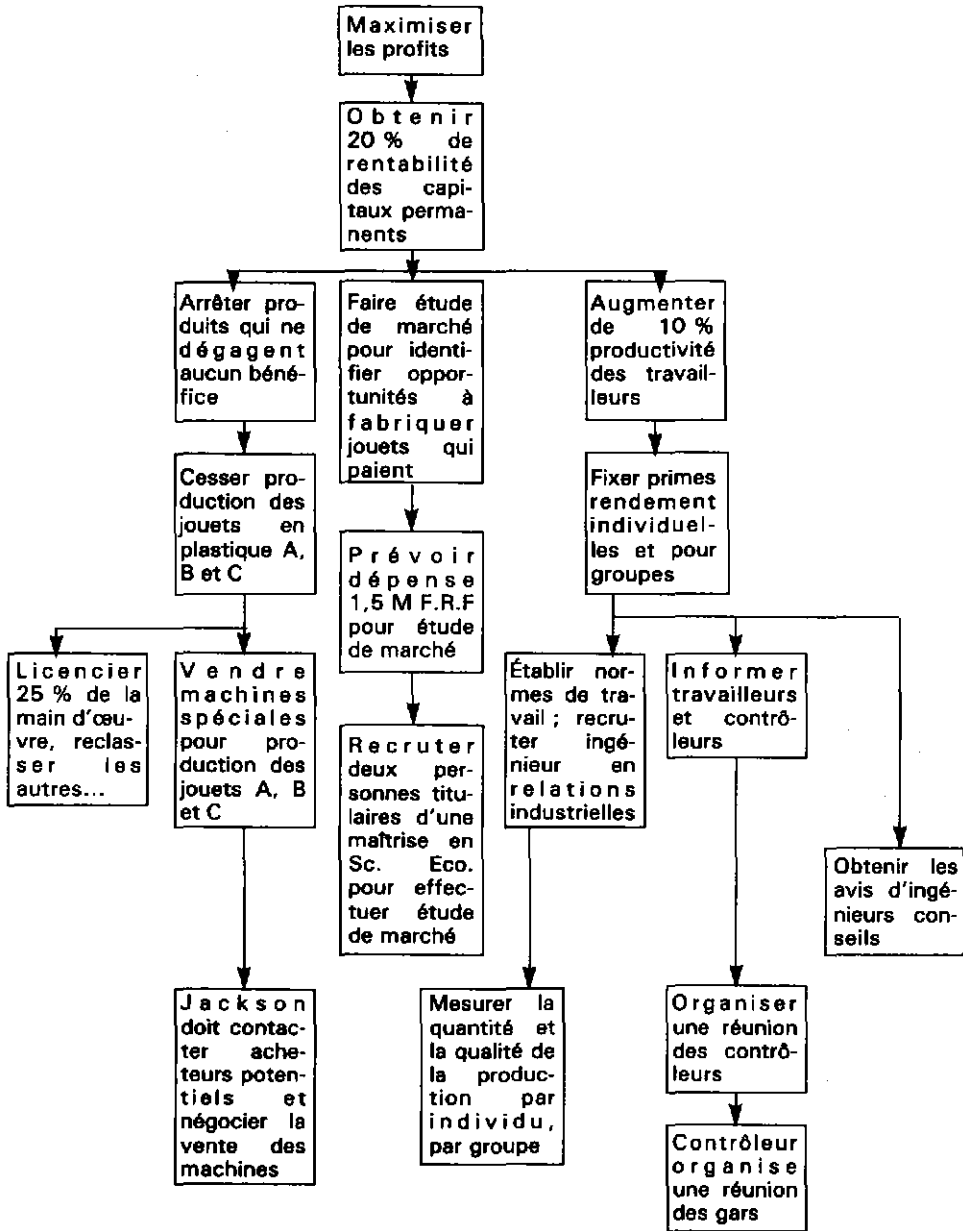 Maximiser
les profits
Obtenir
20 % de
rentabilité
des capi-
taux perma-
nents
Arrêter pro-
duits qui ne
dégagent
aucun béné-
fice
Faire étude
de marché
pour identi-
fier oppor-
tunités à
fabriquer
jouets qui
paient
Augmenter
de 10 %
productivité
des travail-
leurs
Cesser pro-
duction des
jouets en
plastique A,
B et C
Prévoir
dépense
1,5 M F.R.F
pour étude
de marché
Fixer primes
rendement
individuel-
les et pour
groupes
Licencier
25 % de la
main d'œu-
vre, reclas-
ser les
autres...
Vendre
machines
spéciales
pour pro-
duction des
jouets A, B
et C
Recruter
deux per-
sonnes titu-
laires d'une
maîtrise en
Sc. Eco.
pour effec-
tuer étude
de marché
Établir nor-
mes de tra-
vail ; recru-
ter ingé-
nieur en
relations
industrielles
Informer
travailleurs
et contrô-
leurs
Obtenir les
avis d'ingé-
nieurs con-
seils
Jackson
doit contac-
ter ache-
teurs poten-
tiels et
négocier la
vente des
machines
Mesurer la
quantité et
la qualité de
la produc-
tion par
individu,
par groupe
Organiser
une réunion
des contrô-
leurs
Contrôleur
organise
une réunion
des gars